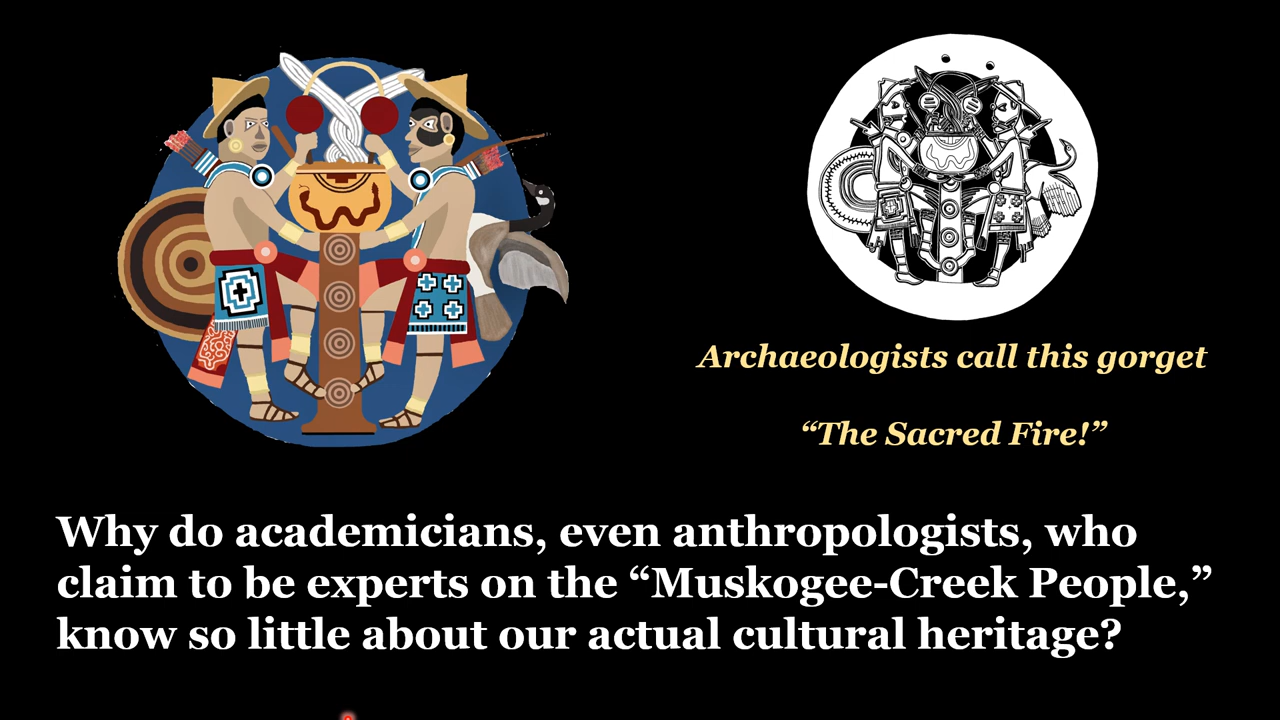 Archaeologists call this gorget
“The Sacred Fire!”
Why do academicians, even anthropologists, who
claim to be experts on the “Muskogee-Creek People,”
know so little about our actual cultural heritage?